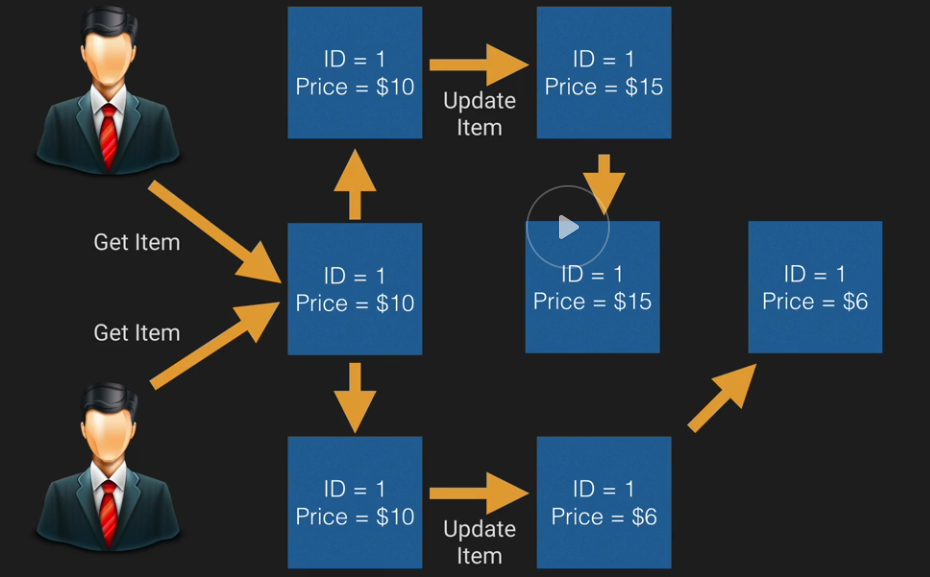 ID = 1
Price = $10
Update
Item
ID = 1
Price = $15
Get Item
Get Item
ID = 1
Price = $10
ID = 1
Price = $15
ID = 1
Price = $6
ID = 1
Price = $10
Update
Item
ID = 1
Price = $6